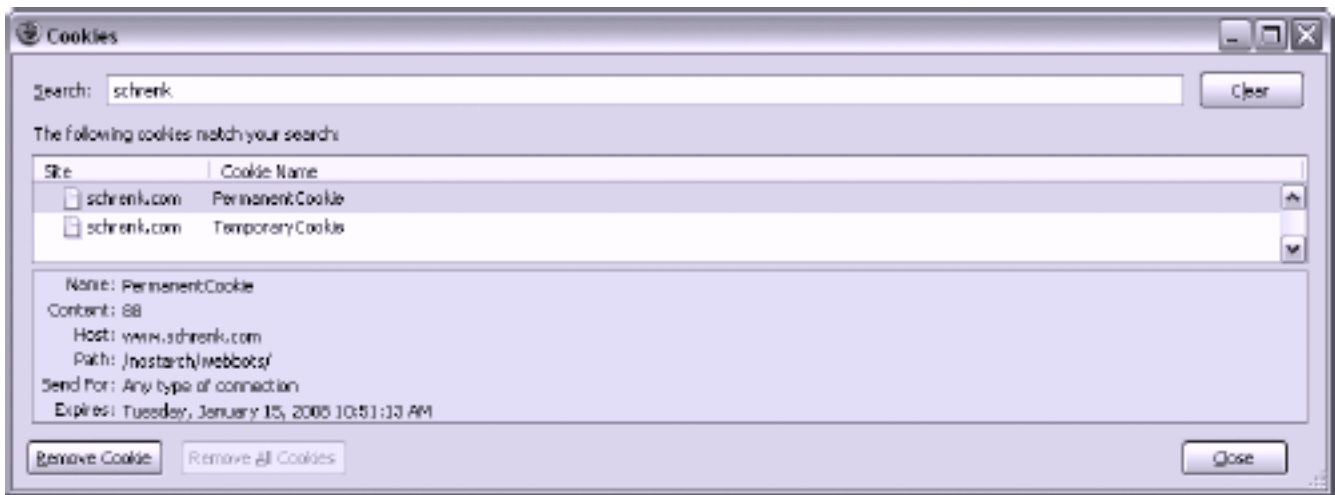 Cookies
Search: schrenk Clear
The following cookies match your search:
Site Cookie Name
schrenk.com PermanentCookie
schrenk.com TemporaryCookie
Name: PermanentCookie
Content: 88
Host: www.schrenk.com
Path: /nostarch/webbots/
Send For: Any type of connection
Expires: Tuesday, January 15, 2008 10:51:13 AM
Remove Cookie Remove All Cookies Close